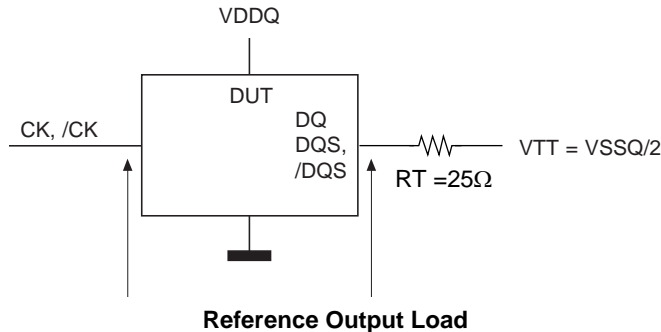 VDDQ
DUT
CK, /CK
DQ
DQS,
/DQS
VTT = VSSQ/2
RT =25Ω
Reference Output Load